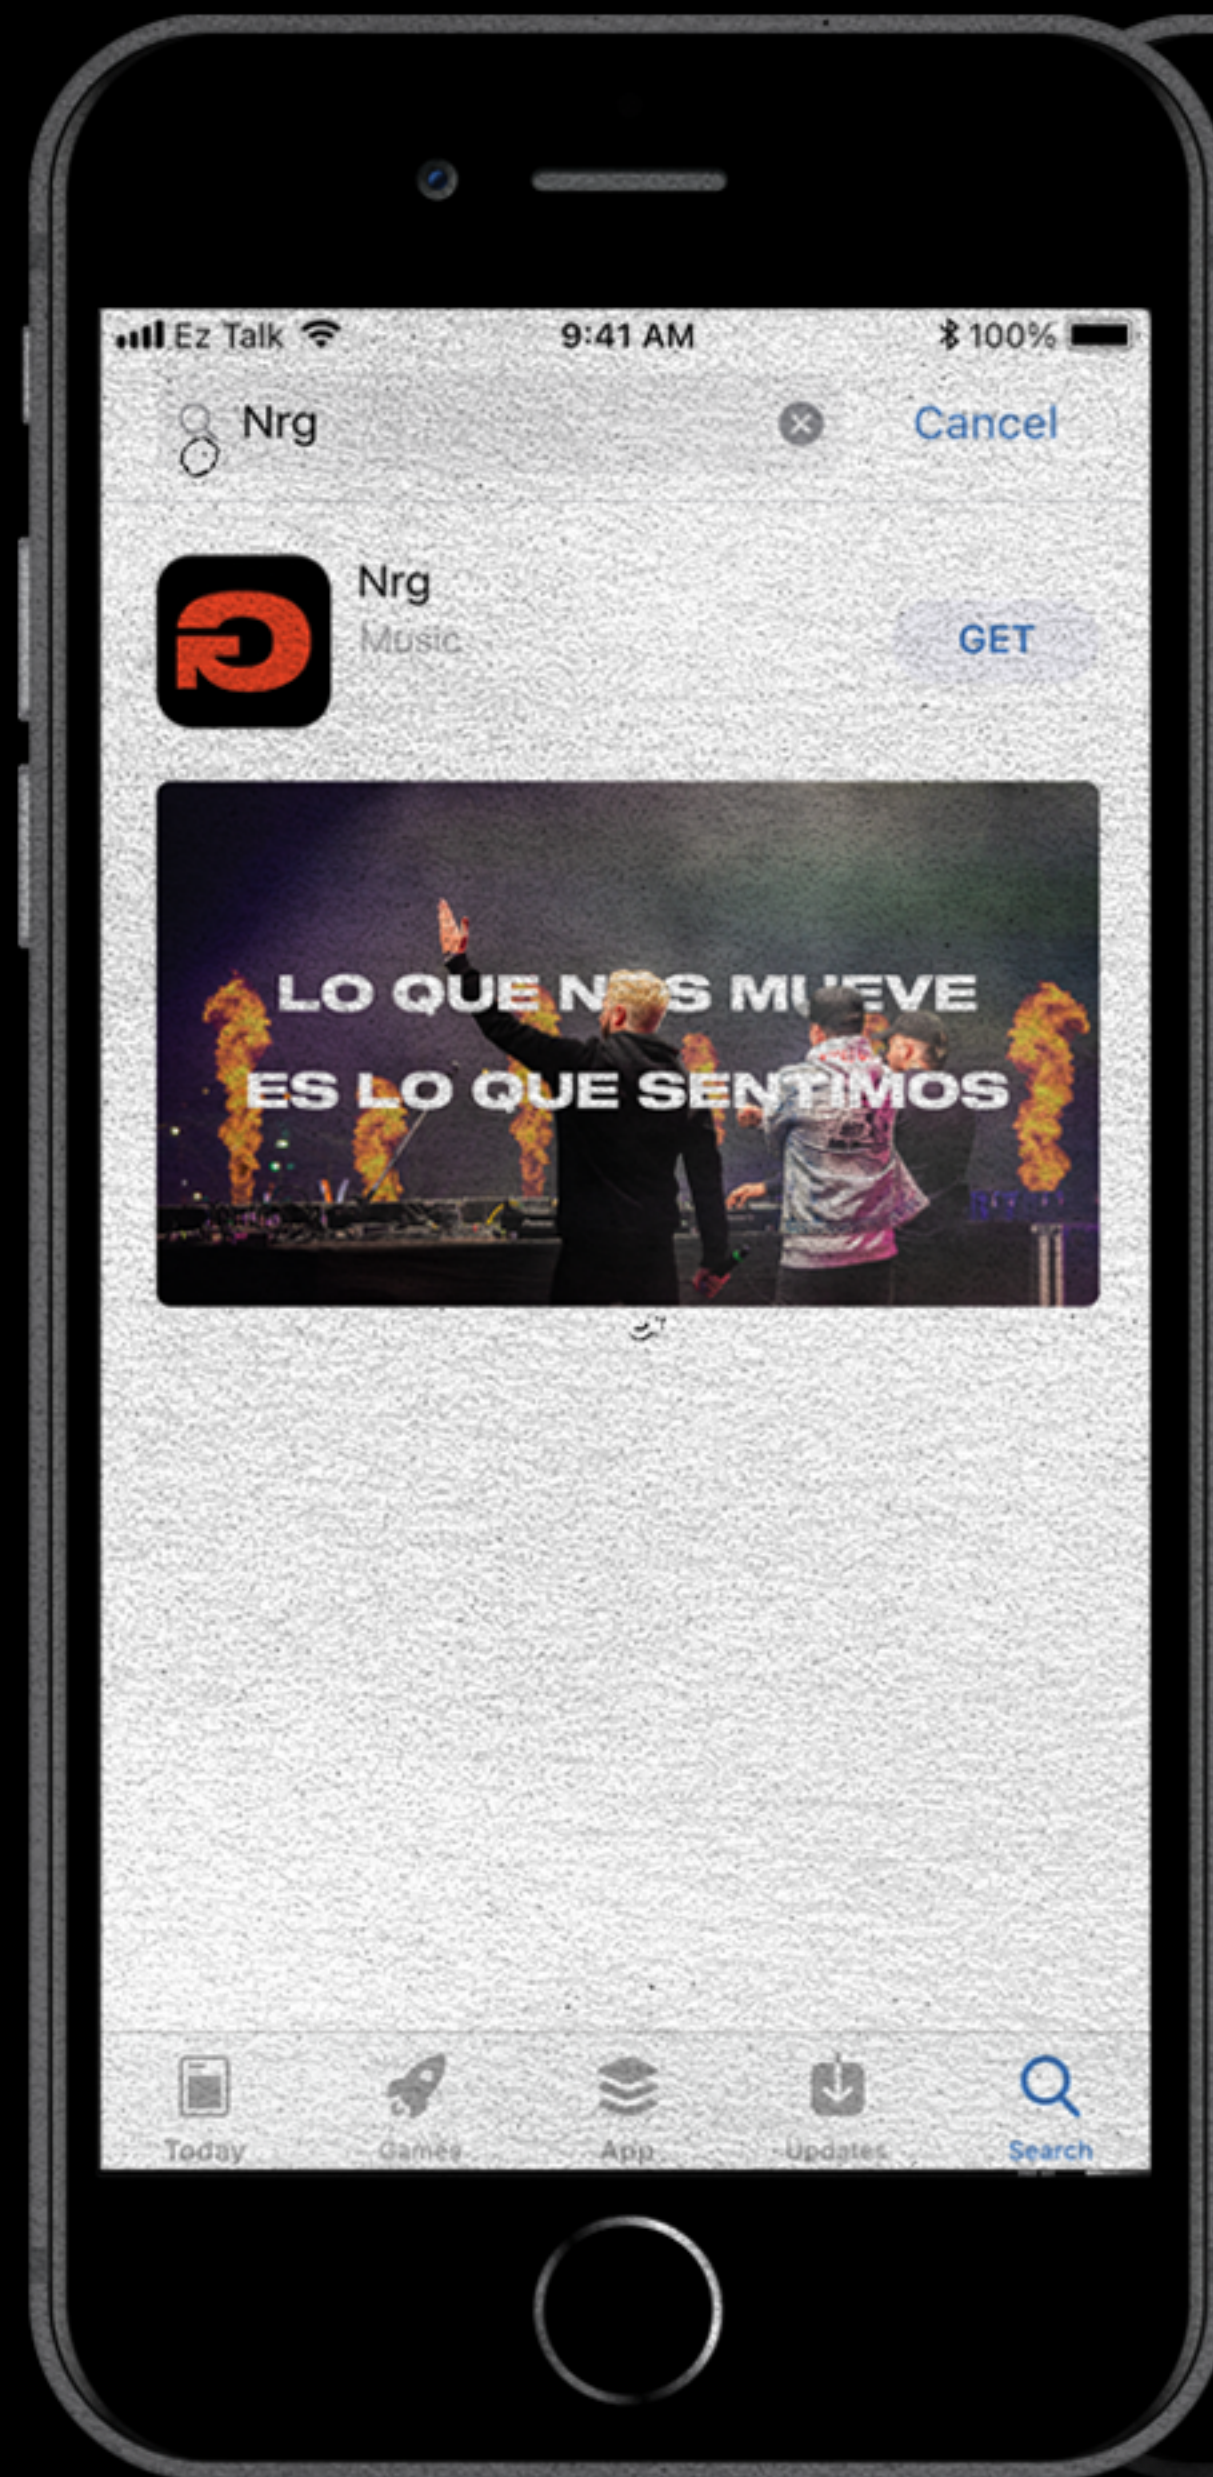 Ez Talk 9:41 AM 100%
Nrg Cancel
Nrg
Music
GET
LO QUE NOS MUEVE
ES LO QUE SENTIMOS
Today Games App Updates Search